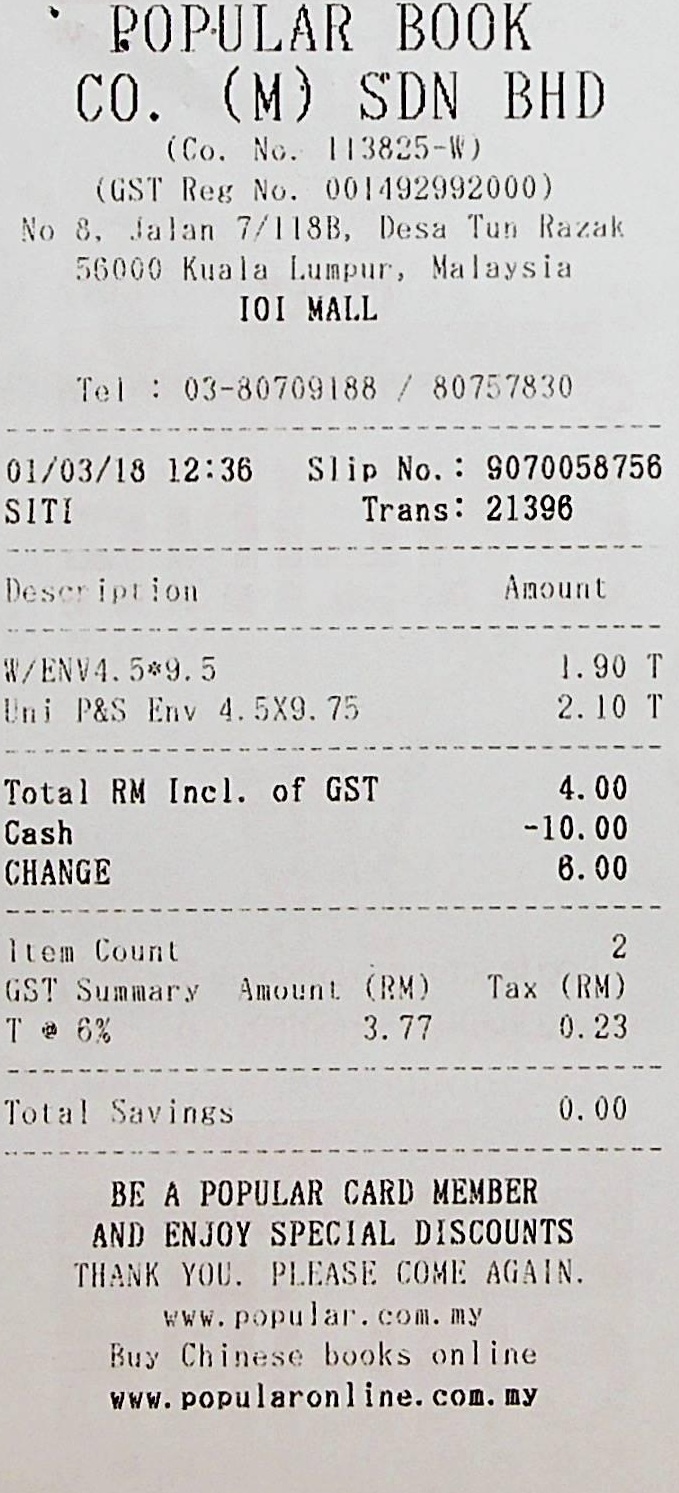 POPULAR BOOK
CO. (M) SDN BHD
(Co. No. 113825-W)
(GST Reg No. 001492992000)
No 8, Jalan 7/118B, Desa Tun Razak
56000 Kuala Lumpur, Malaysia
IOI MALL
Tel : 03-80709188 / 80757830
01/03/18 12:36 Slip No.: 9070058756
SITI Trans: 21396
Description Amount
W/ENV4.5*9.5 1.90 T
Uni P&S Env 4.5X9.75 2.10 T
Total RM Incl. of GST 4.00
Cash -10.00
CHANGE 6.00
Item Count 2
GST Summary Amount (RM) Tax (RM)
T @ 6% 3.77 0.23
Total Savings 0.00
BE A POPULAR CARD MEMBER
AND ENJOY SPECIAL DISCOUNTS
THANK YOU. PLEASE COME AGAIN.
www.popular.com.my
Buy Chinese books online
www.popularonline.com.my